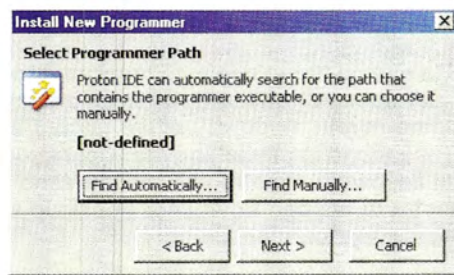 Install New Programmer
Select Programmer Path
Proton IDE can automatically search for the path that
contains the programmer executable, or you can choose it
manually.
[not-defined]
Find Automatically...
Find Manually...
< Back
Next >
Cancel